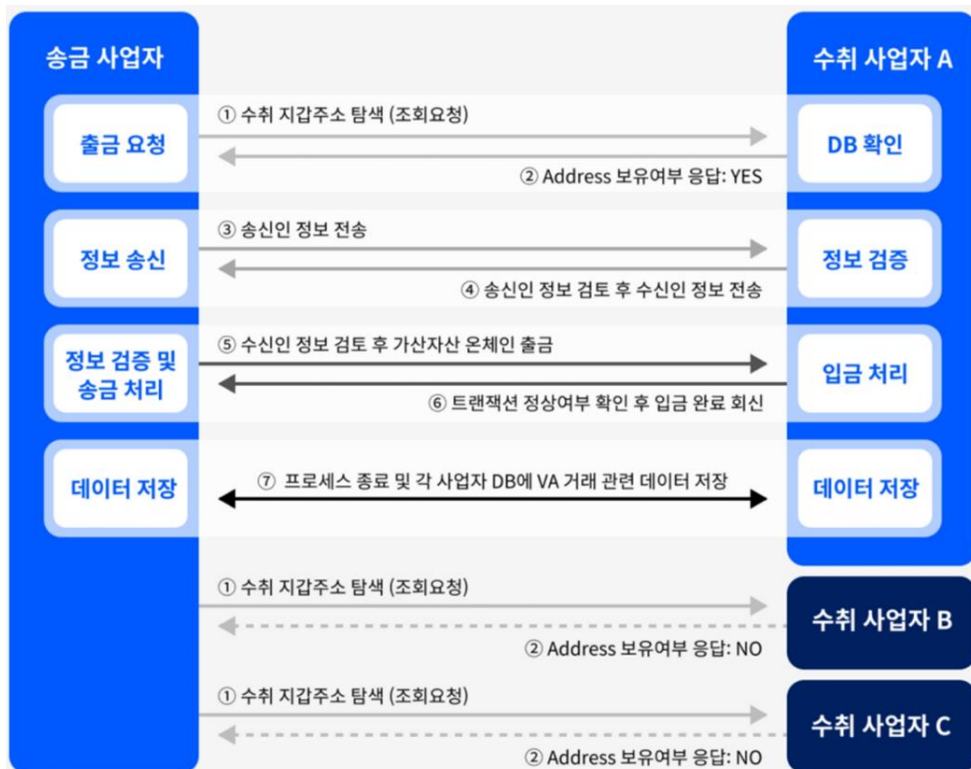 송금 사업자
수취 사업자 A
출금 요청
① 수취 지갑주소 탐색 (조회요청)
② Address 보유여부 응답: YES
DB 확인
정보 송신
③ 송신인 정보 전송
④ 송신인 정보 검토 후 수신인 정보 전송
정보 검증
정보 검증 및
송금 처리
⑤ 수신인 정보 검토 후 가산자산 온체인 출금
⑥ 트랜잭션 정상여부 확인 후 입금 완료 회신
입금 처리
데이터 저장
⑦ 프로세스 종료 및 각 사업자 DB에 VA 거래 관련 데이터 저장
데이터 저장
① 수취 지갑주소 탐색 (조회요청)
② Address 보유여부 응답: NO
수취 사업자 B
① 수취 지갑주소 탐색 (조회요청)
② Address 보유여부 응답: NO
수취 사업자 C